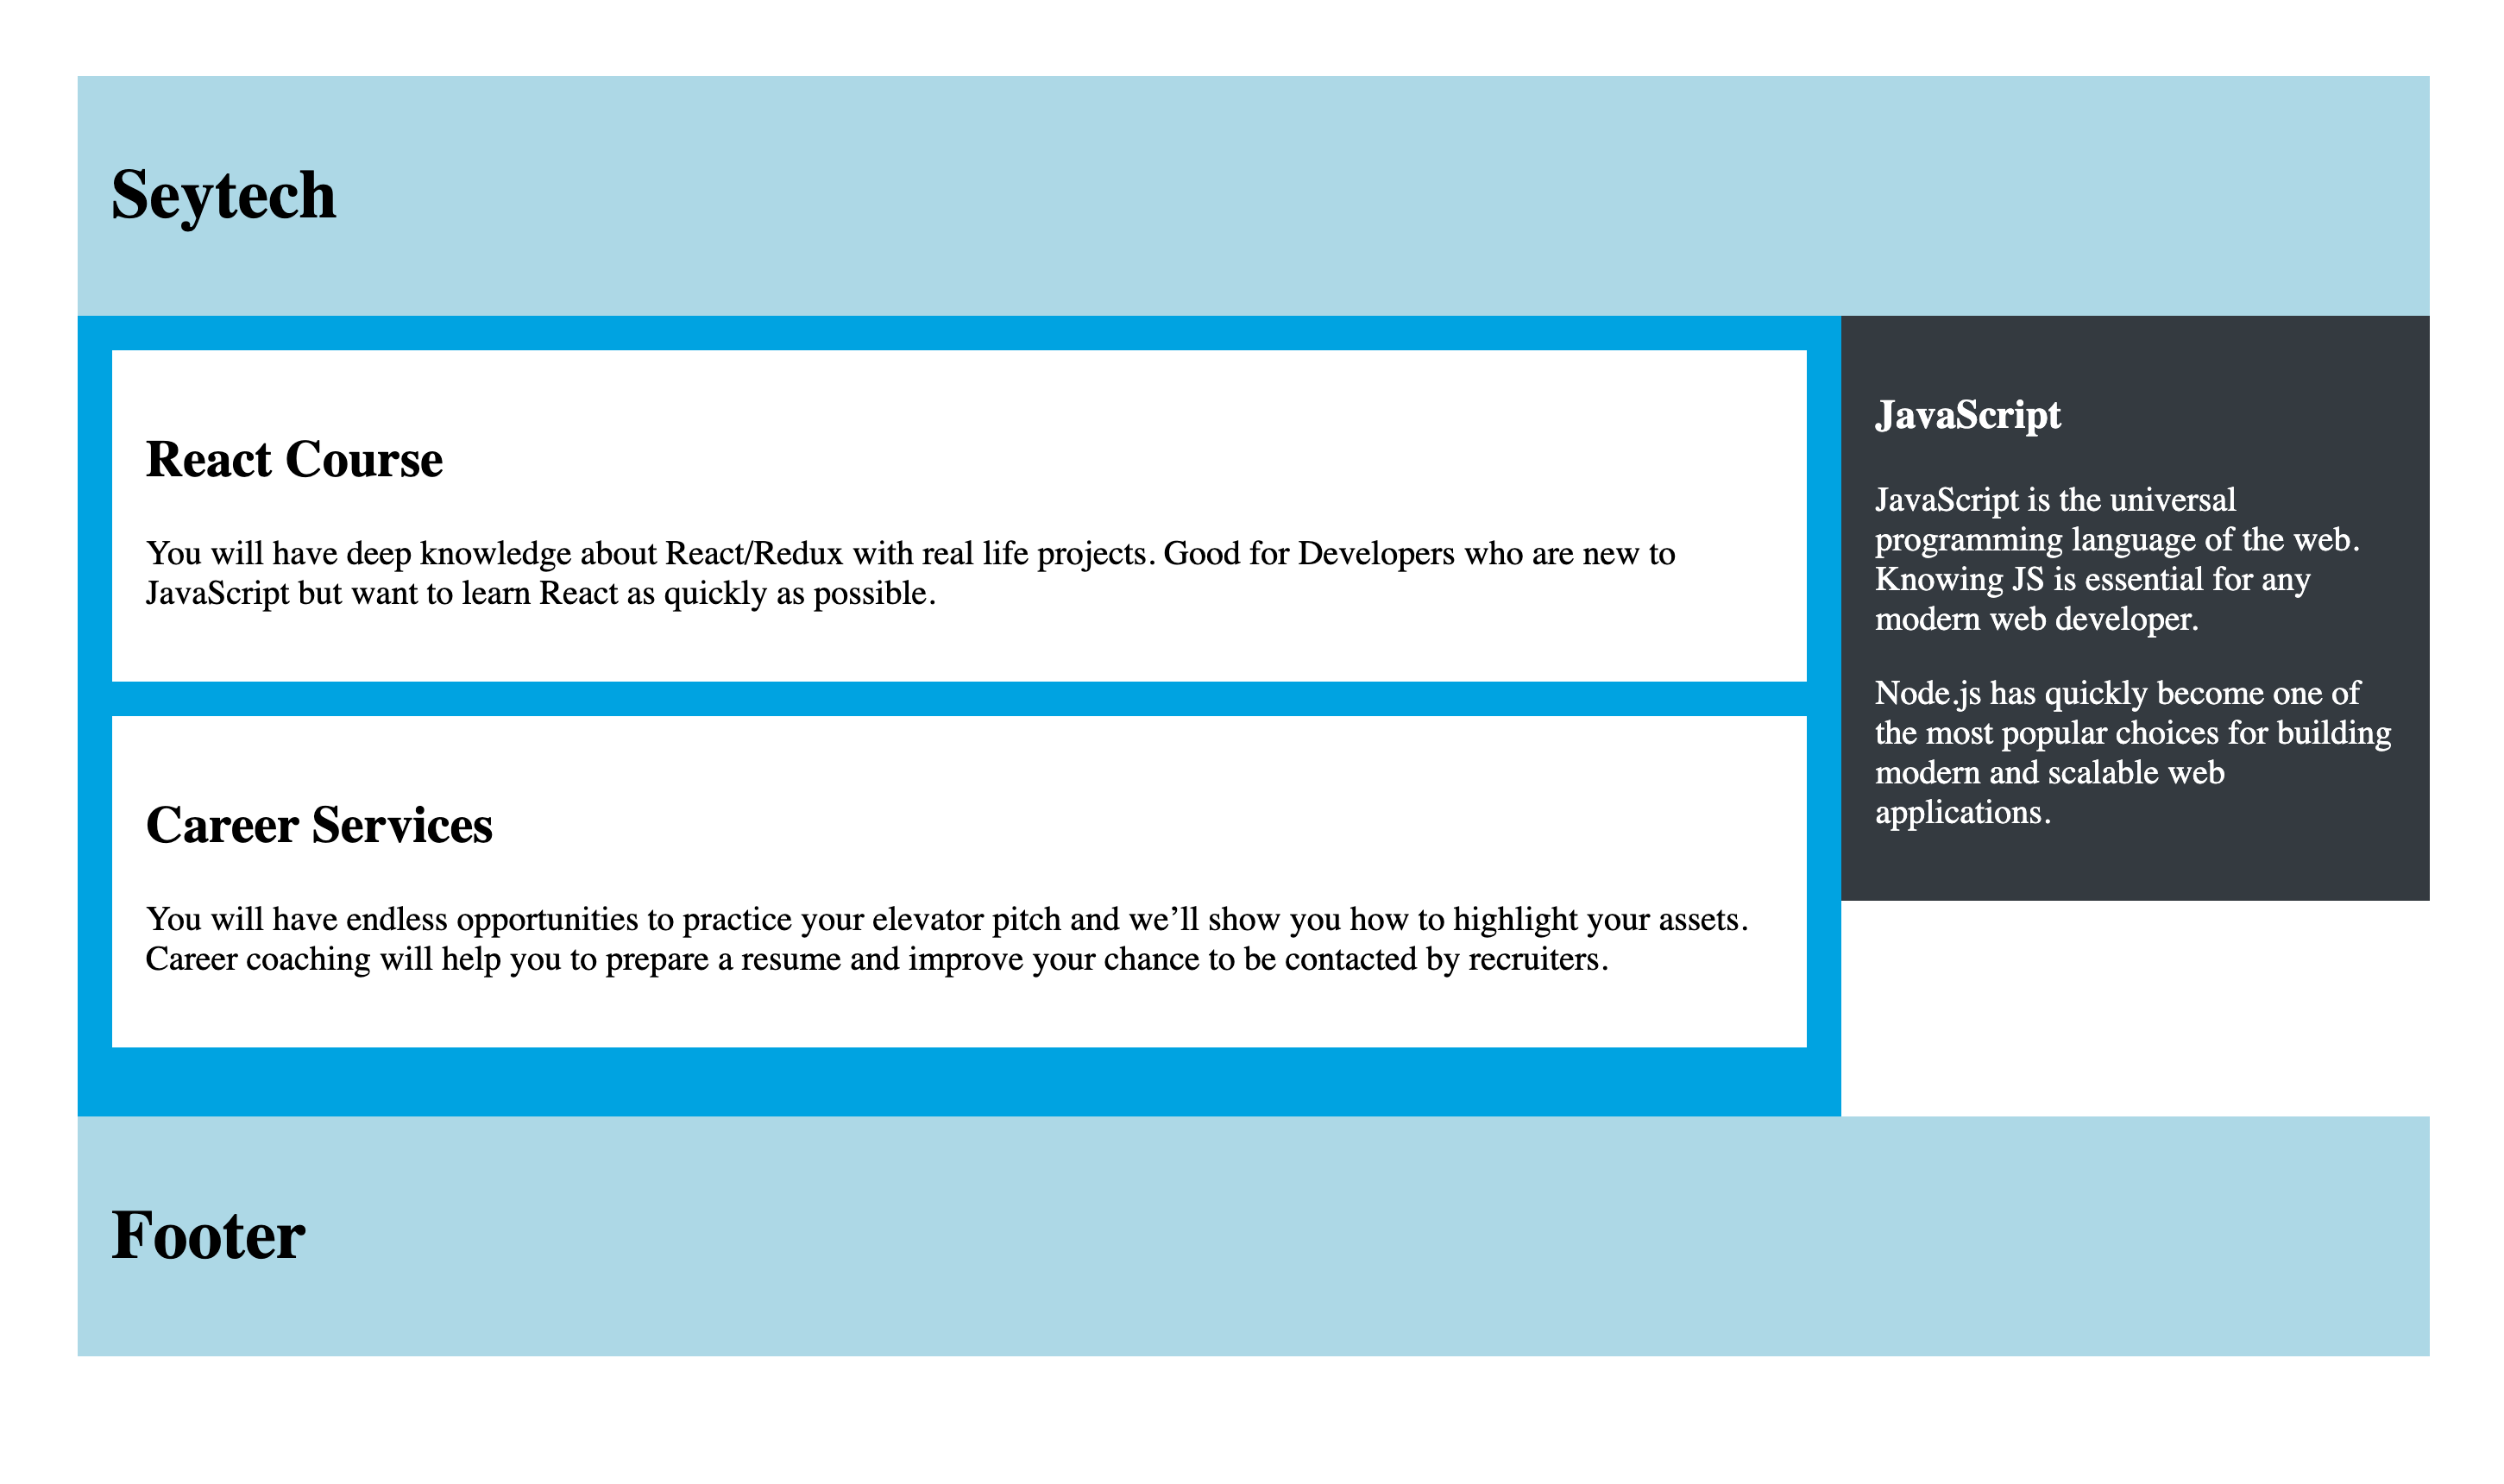 Seytech
React Course
You will have deep knowledge about React/Redux with real life projects. Good for Developers who are new to
JavaScript but want to learn React as quickly as possible.
Career Services
You will have endless opportunities to practice your elevator pitch and we’ll show you how to highlight your assets.
Career coaching will help you to prepare a resume and improve your chance to be contacted by recruiters.
JavaScript
JavaScript is the universal
programming language of the web.
Knowing JS is essential for any
modern web developer.
Node.js has quickly become one of
the most popular choices for building
modern and scalable web
applications.
Footer